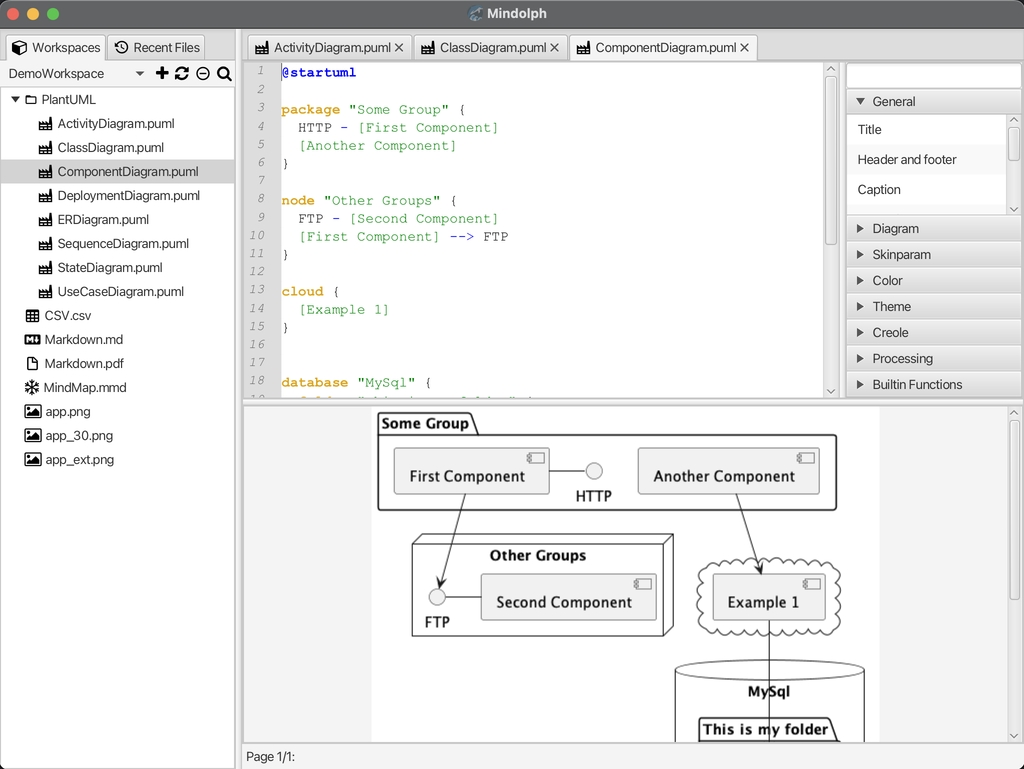 Mindolph
Workspaces
Recent Files
DemoWorkspace
PlantUML
ActivityDiagram.puml
ClassDiagram.puml
ComponentDiagram.puml
DeploymentDiagram.puml
ERDiagram.puml
SequenceDiagram.puml
StateDiagram.puml
UseCaseDiagram.puml
CSV.csv
Markdown.md
Markdown.pdf
MindMap.mmd
app.png
app_30.png
app_ext.png
ActivityDiagram.puml
ClassDiagram.puml
ComponentDiagram.puml
1 @startuml
2
3 package "Some Group" {
4 HTTP - [First Component]
5 [Another Component]
6 }
7
8 node "Other Groups" {
9 FTP - [Second Component]
10 [First Component] --> FTP
11 }
12
13 cloud {
14 [Example 1]
15 }
16
17
18 database "MySql" {
General
Title
Header and footer
Caption
Diagram
Skinparam
Color
Theme
Creole
Processing
Builtin Functions
Some Group
First Component
HTTP
Another Component
Other Groups
FTP
Second Component
Example 1
MySql
This is my folder
Page 1/1: